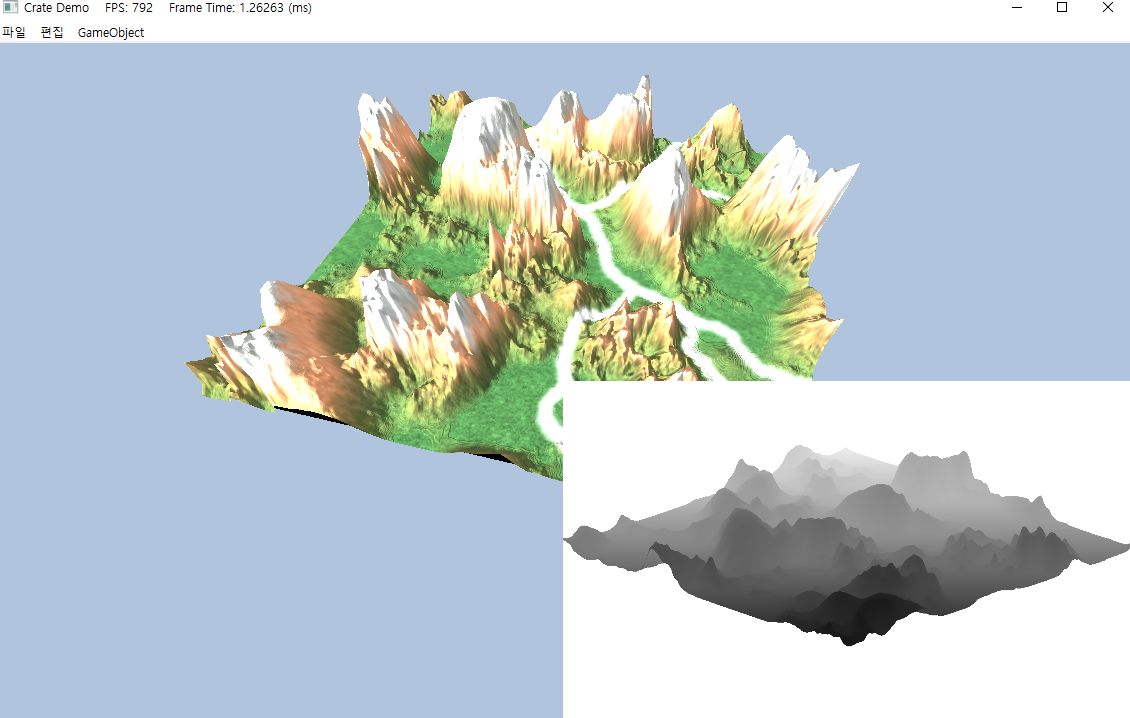 Crate Demo FPS: 792 Frame Time: 1.26263 (ms)
파일 편집 GameObject